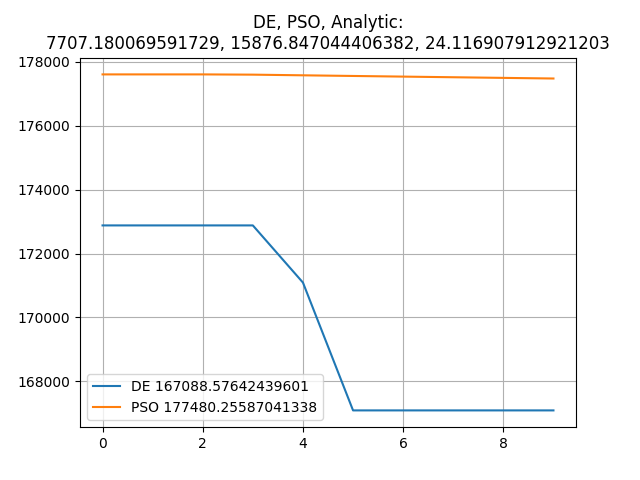 DE, PSO, Analytic:
7707.180069591729, 15876.847044406382, 24.116907912921203
178000
176000
174000
172000
170000
168000
DE 167088.57642439601
PSO 177480.25587041338
0 2 4 6 8